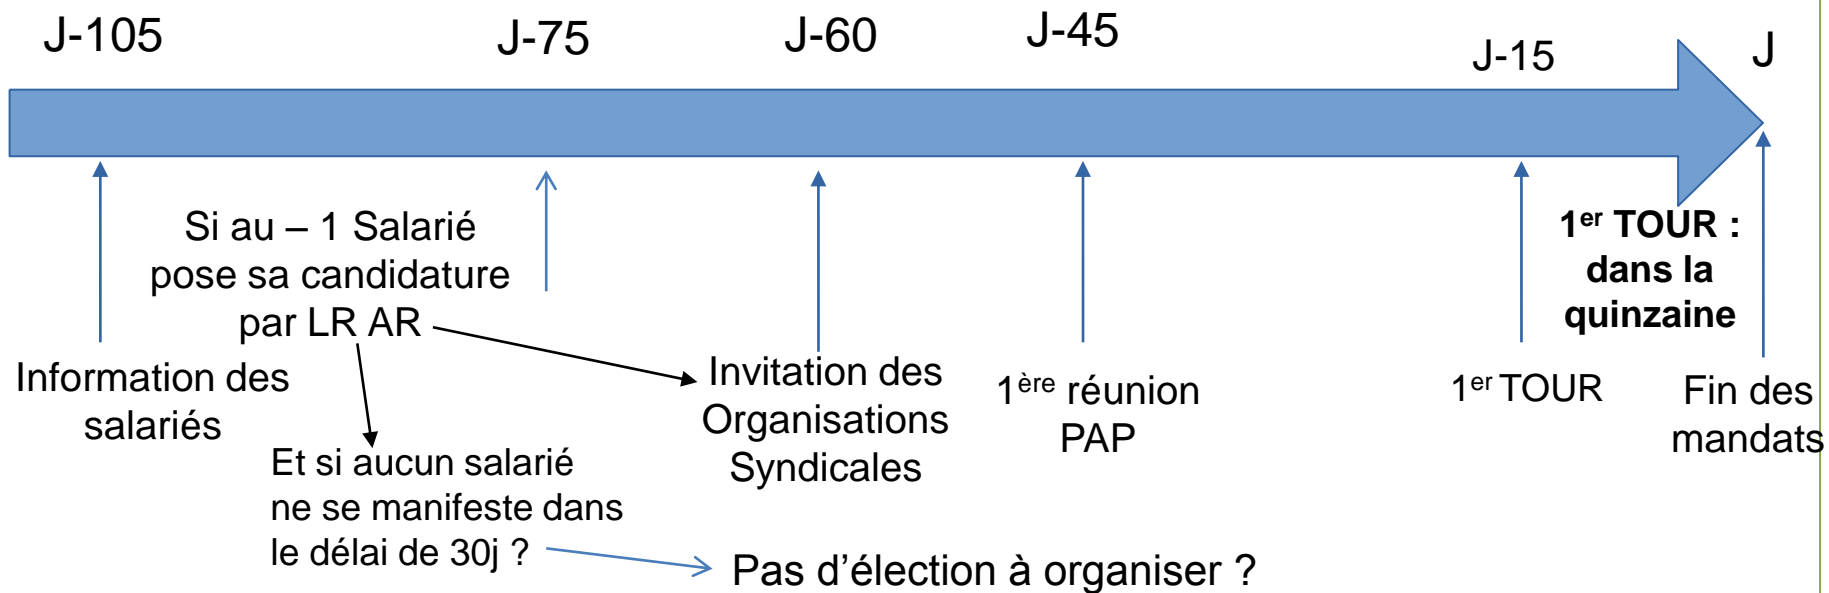 J-105
J-75
J-60
J-45
J-15
J
Si au – 1 Salarié
pose sa candidature
par LR AR
1er TOUR :
dans la
quinzaine
Information des
salariés
Invitation des
Organisations
Syndicales
1ère réunion
PAP
1er TOUR
Fin des
mandats
Et si aucun salarié
ne se manifeste dans
le délai de 30j ?
Pas d’élection à organiser ?